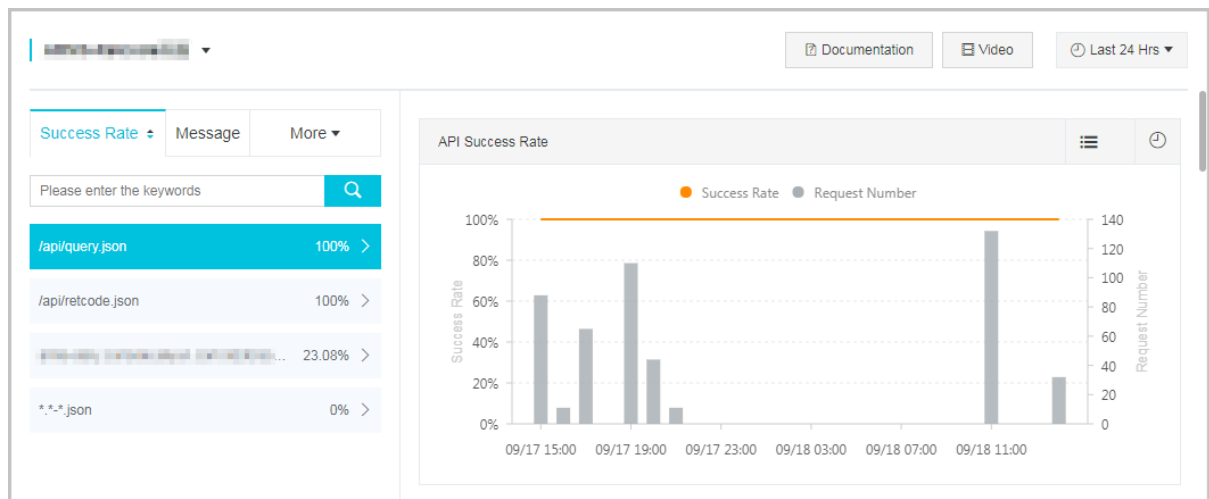 Documentation
Video
Last 24 Hrs
Success Rate
Message
More
Please enter the keywords
/api/query.json 100%
/api/retcode.json 100%
... 23.08%
*.*-*.json 0%
API Success Rate
Success Rate
Request Number
100%
80%
60%
40%
20%
0%
Success Rate
140
120
100
80
60
40
20
0
Request Number
09/17 15:00 09/17 19:00 09/17 23:00 09/18 03:00 09/18 07:00 09/18 11:00